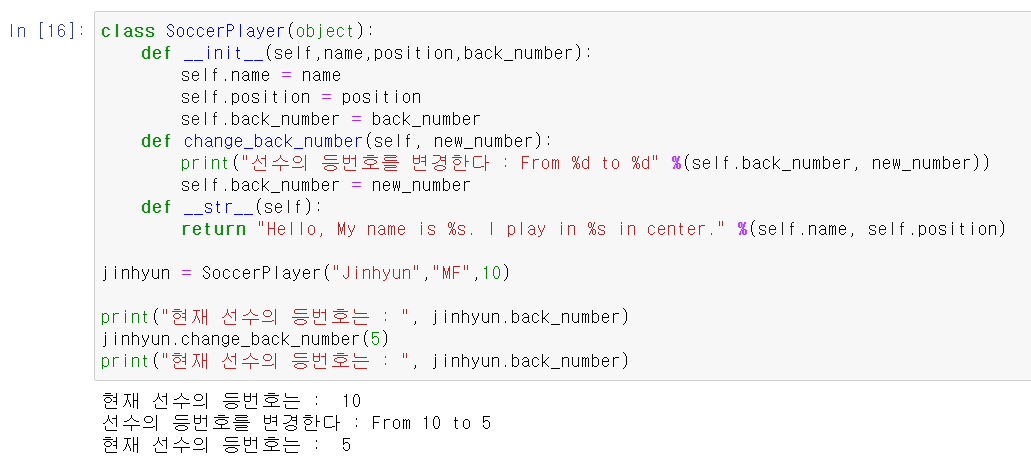 In [16]:
class SoccerPlayer(object):
    def __init__(self,name,position,back_number):
        self.name = name
        self.position = position
        self.back_number = back_number
    def change_back_number(self, new_number):
        print("선수의 등번호를 변경한다 : From %d to %d" %(self.back_number, new_number))
        self.back_number = new_number
    def __str__(self):
        return "Hello, My name is %s. I play in %s in center." %(self.name, self.position)

jinhyun = SoccerPlayer("Jinhyun","MF",10)

print("현재 선수의 등번호는 : ", jinhyun.back_number)
jinhyun.change_back_number(5)
print("현재 선수의 등번호는 : ", jinhyun.back_number)

현재 선수의 등번호는 :  10
선수의 등번호를 변경한다 : From 10 to 5
현재 선수의 등번호는 :  5